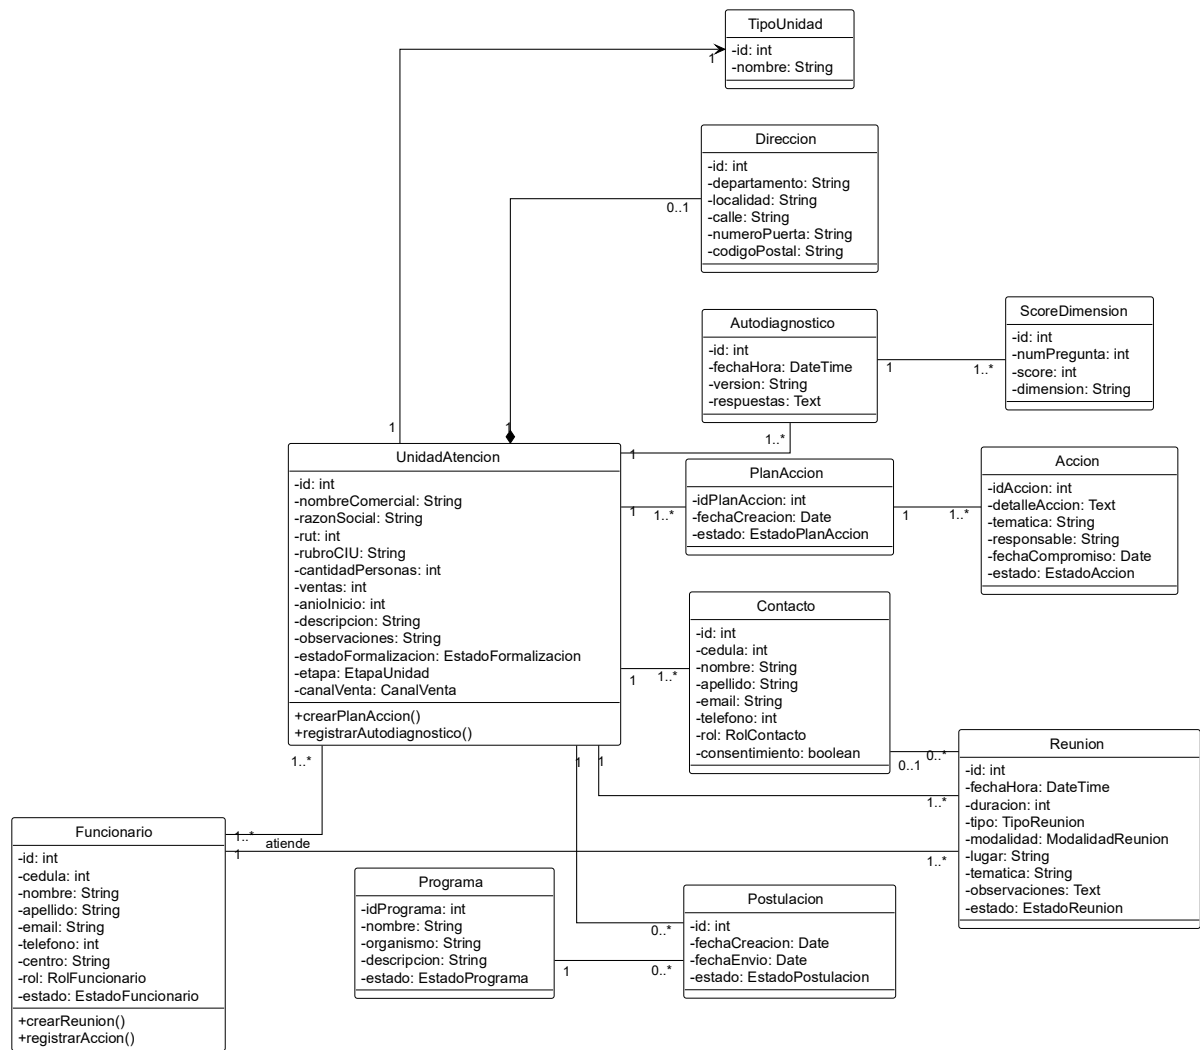 TipoUnidad
-id: int
-nombre: String
1
Direccion
-id: int
-departamento: String
-localidad: String
-calle: String
-numeroPuerta: String
-codigoPostal: String
0..1
Autodiagnostico
-id: int
-fechaHora: DateTime
-version: String
-respuestas: Text
1
1..*
ScoreDimension
-id: int
-numPregunta: int
-score: int
-dimension: String
1..*
1
1
UnidadAtencion
-id: int
-nombreComercial: String
-razonSocial: String
-rut: int
-rubroCIU: String
-cantidadPersonas: int
-ventas: int
-anioInicio: int
-descripcion: String
-observaciones: String
-estadoFormalizacion: EstadoFormalizacion
-etapa: EtapaUnidad
-canalVenta: CanalVenta
+crearPlanAccion()
+registrarAutodiagnostico()
1
1
1..*
PlanAccion
-idPlanAccion: int
-fechaCreacion: Date
-estado: EstadoPlanAccion
1
1..*
Accion
-idAccion: int
-detalleAccion: Text
-tematica: String
-responsable: String
-fechaCompromiso: Date
-estado: EstadoAccion
1
1..*
Contacto
-id: int
-cedula: int
-nombre: String
-apellido: String
-email: String
-telefono: int
-rol: RolContacto
-consentimiento: boolean
0..1
0..*
Reunion
-id: int
-fechaHora: DateTime
-duracion: int
-tipo: TipoReunion
-modalidad: ModalidadReunion
-lugar: String
-tematica: String
-observaciones: Text
-estado: EstadoReunion
1..*
1
1
1..*
1..*
1..*
atiende
1
Funcionario
-id: int
-cedula: int
-nombre: String
-apellido: String
-email: String
-telefono: int
-centro: String
-rol: RolFuncionario
-estado: EstadoFuncionario
+crearReunion()
+registrarAccion()
Programa
-idPrograma: int
-nombre: String
-organismo: String
-descripcion: String
-estado: EstadoPrograma
1
0..*
0..*
Postulacion
-id: int
-fechaCreacion: Date
-fechaEnvio: Date
-estado: EstadoPostulacion